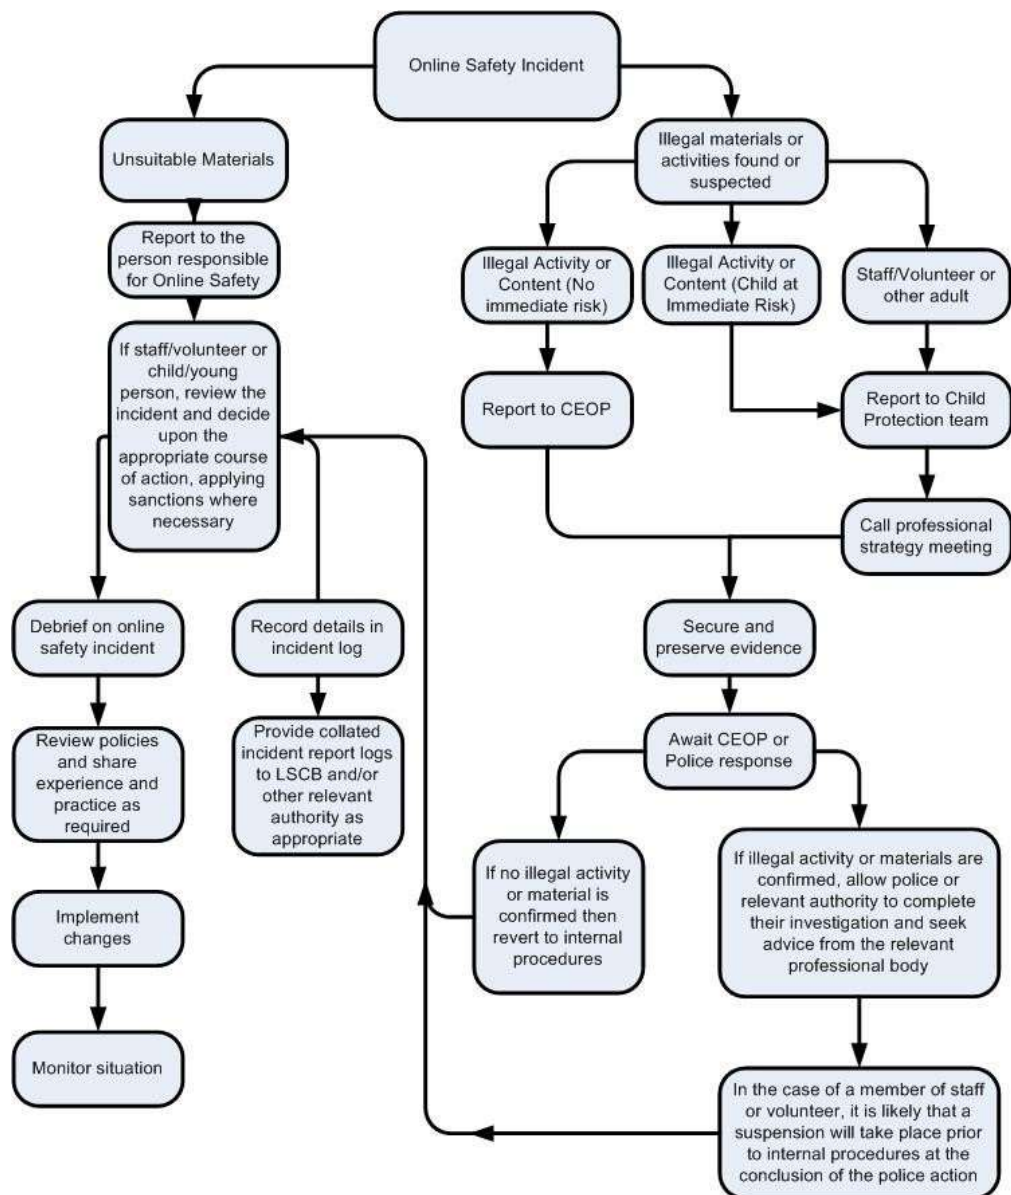 Online Safety Incident
Unsuitable Materials
Illegal materials or
activities found or
suspected
Report to the
person responsible
for Online Safety
Illegal Activity or
Content (No
immediate risk)
Illegal Activity or
Content (Child at
Immediate Risk)
Staff/Volunteer or
other adult
If staff/volunteer or
child/young
person, review the
incident and decide
upon the
appropriate course
of action, applying
sanctions where
necessary
Report to CEOP
Report to Child
Protection team
Call professional
strategy meeting
Debrief on online
safety incident
Record details in
incident log
Secure and
preserve evidence
Review policies
and share
experience and
practice as
required
Provide collated
incident report logs
to LSCB and/or
other relevant
authority as
appropriate
Await CEOP or
Police response
If no illegal activity
or material is
confirmed then
revert to internal
procedures
If illegal activity or materials are
confirmed, allow police or
relevant authority to complete
their investigation and seek
advice from the relevant
professional body
Implement
changes
Monitor situation
In the case of a member of staff
or volunteer, it is likely that a
suspension will take place prior
to internal procedures at the
conclusion of the police action